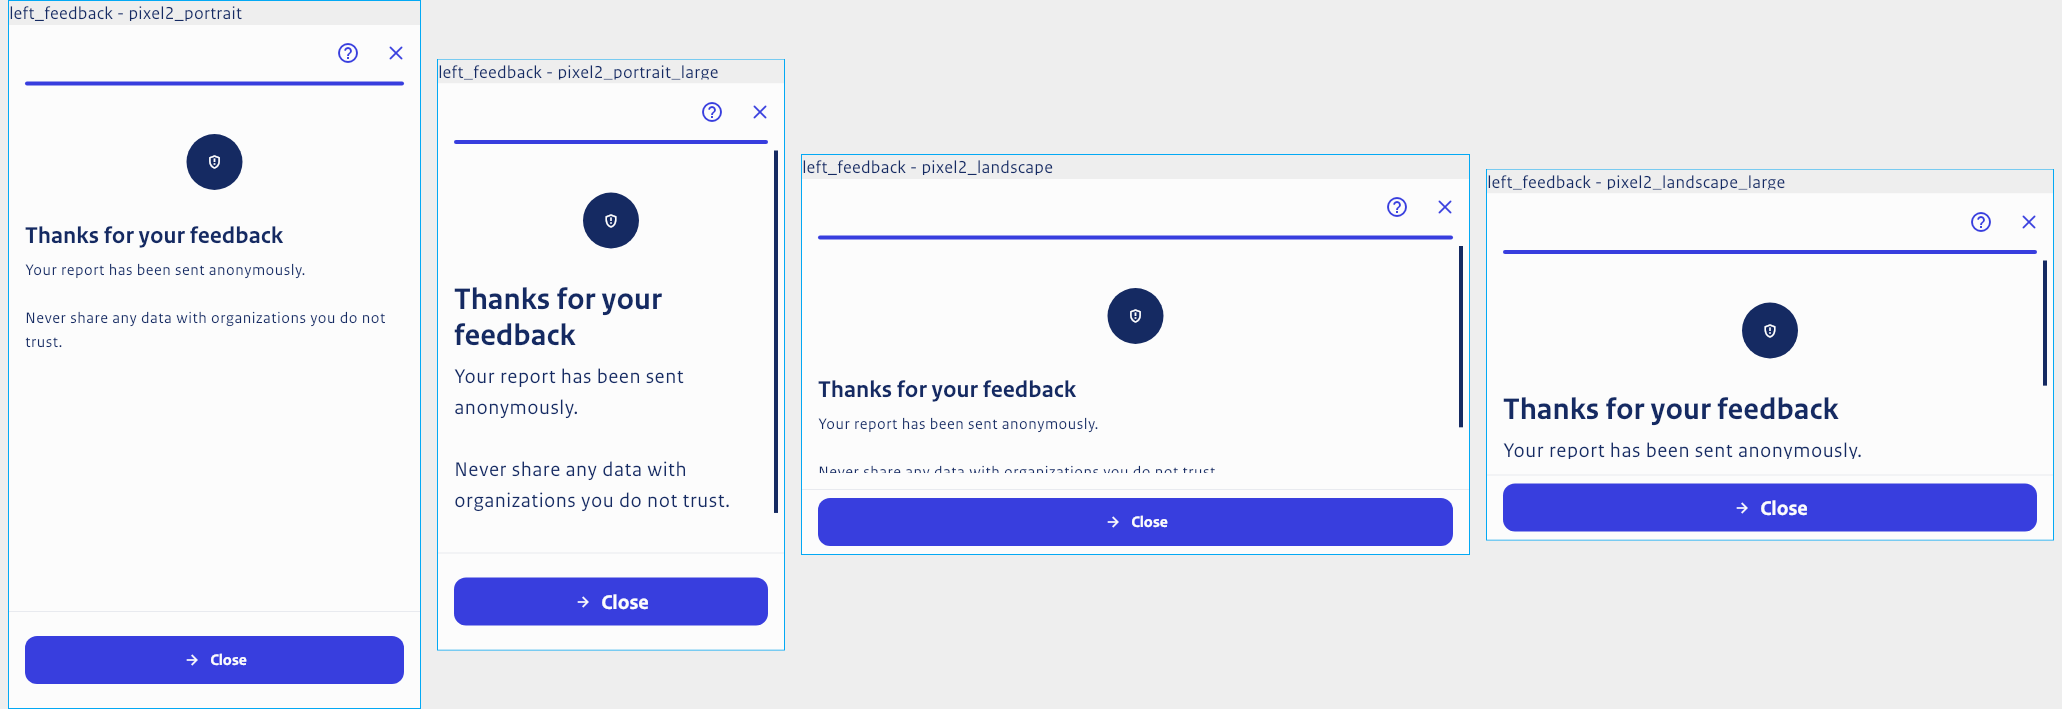 left_feedback - pixel2_portrait
Thanks for your feedback
Your report has been sent anonymously.
Never share any data with organizations you do not
trust.
Close
left_feedback - pixel2_portrait_large
Thanks for your
feedback
Your report has been sent
anonymously.
Never share any data with
organizations you do not trust.
Close
left_feedback - pixel2_landscape
Thanks for your feedback
Your report has been sent anonymously.
Never share any data with organizations you do not trust.
Close
left_feedback - pixel2_landscape_large
Thanks for your feedback
Your report has been sent anonymously.
Close